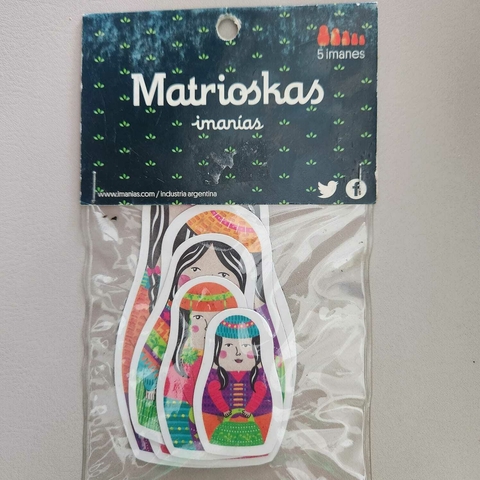 5 imanes
Matrioskas
imanías
www.imanias.com / industria argentina